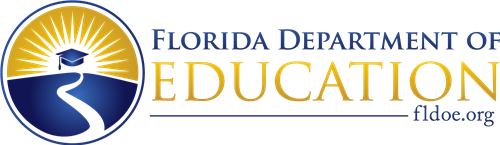 FLORIDA DEPARTMENT OF
EDUCATION
fldoe.org